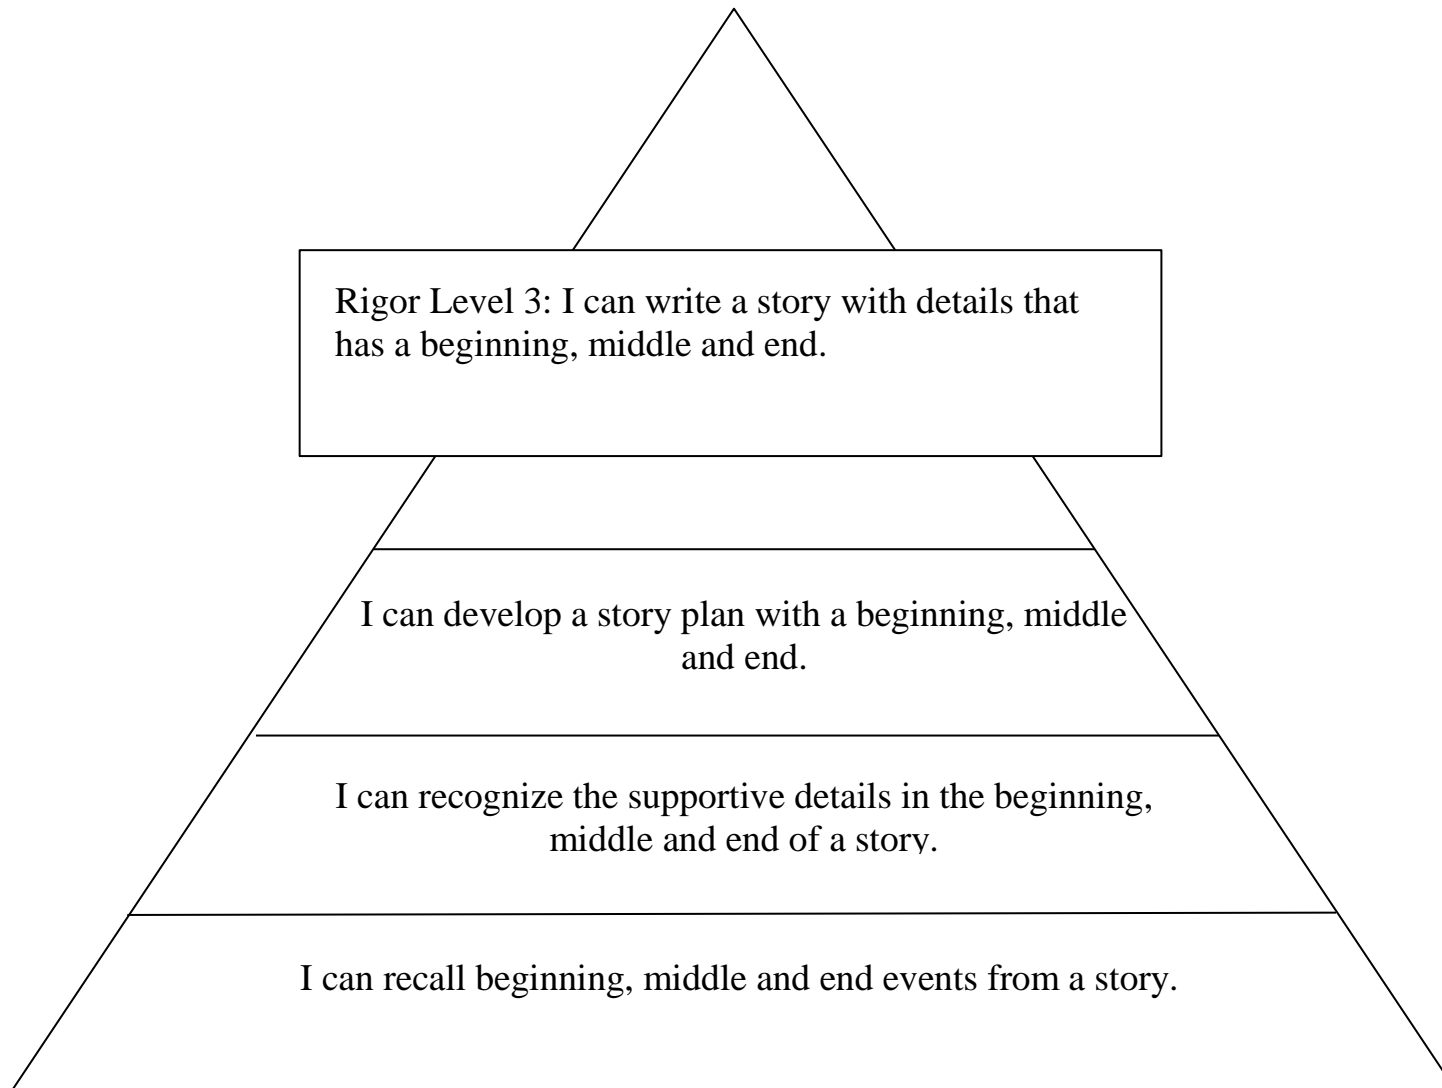 Rigor Level 3: I can write a story with details that
has a beginning, middle and end.
I can develop a story plan with a beginning, middle
and end.
I can recognize the supportive details in the beginning,
middle and end of a story.
I can recall beginning, middle and end events from a story.